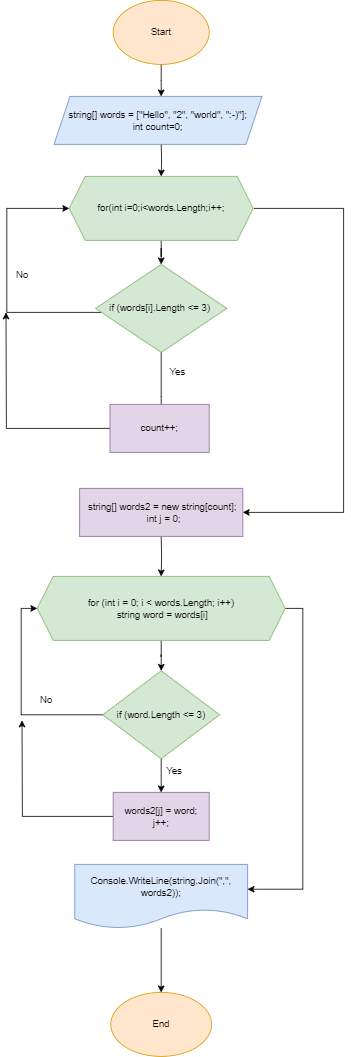 Start
string[] words = ["Hello", "2", "world", ":-)"];
int count=0;
for(int i=0;i<words.Length;i++;
No
if (words[i].Length <= 3)
Yes
count++;
string[] words2 = new string[count];
int j = 0;
for (int i = 0; i < words.Length; i++)
string word = words[i]
No
if (word.Length <= 3)
Yes
words2[j] = word;
j++;
Console.WriteLine(string.Join(",",
words2));
End